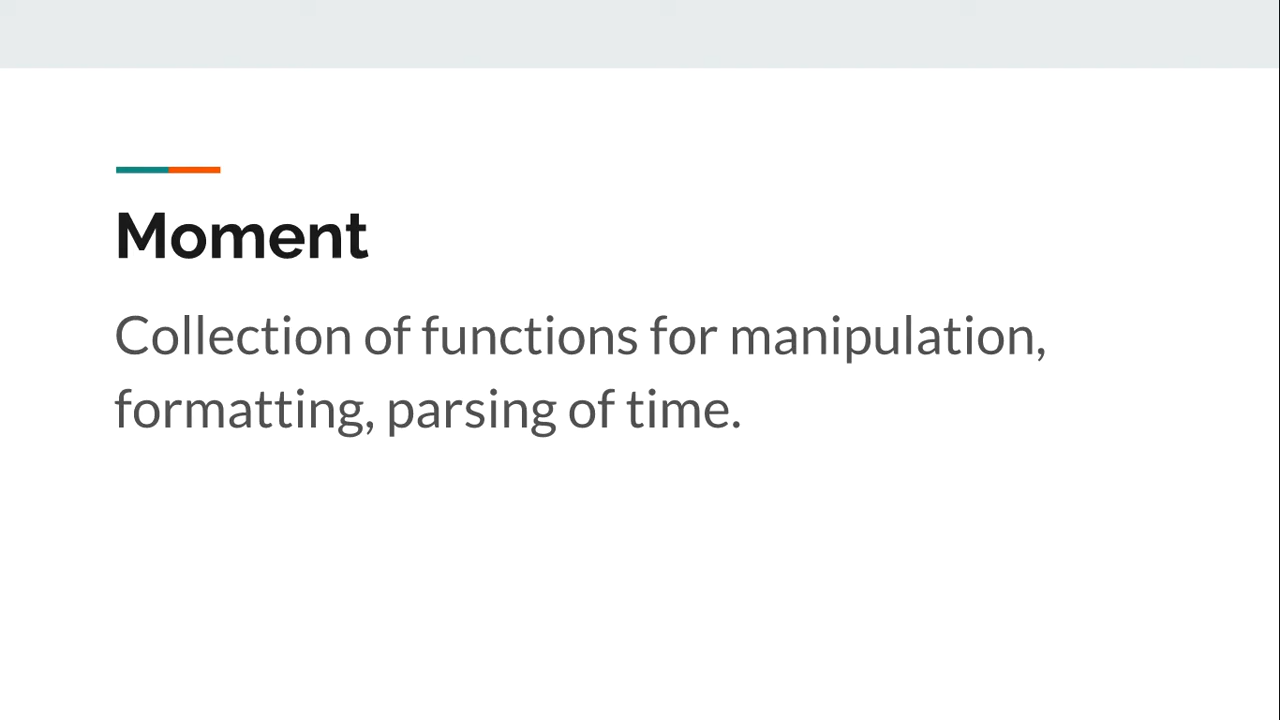 Moment
Collection of functions for manipulation,
formatting, parsing of time.